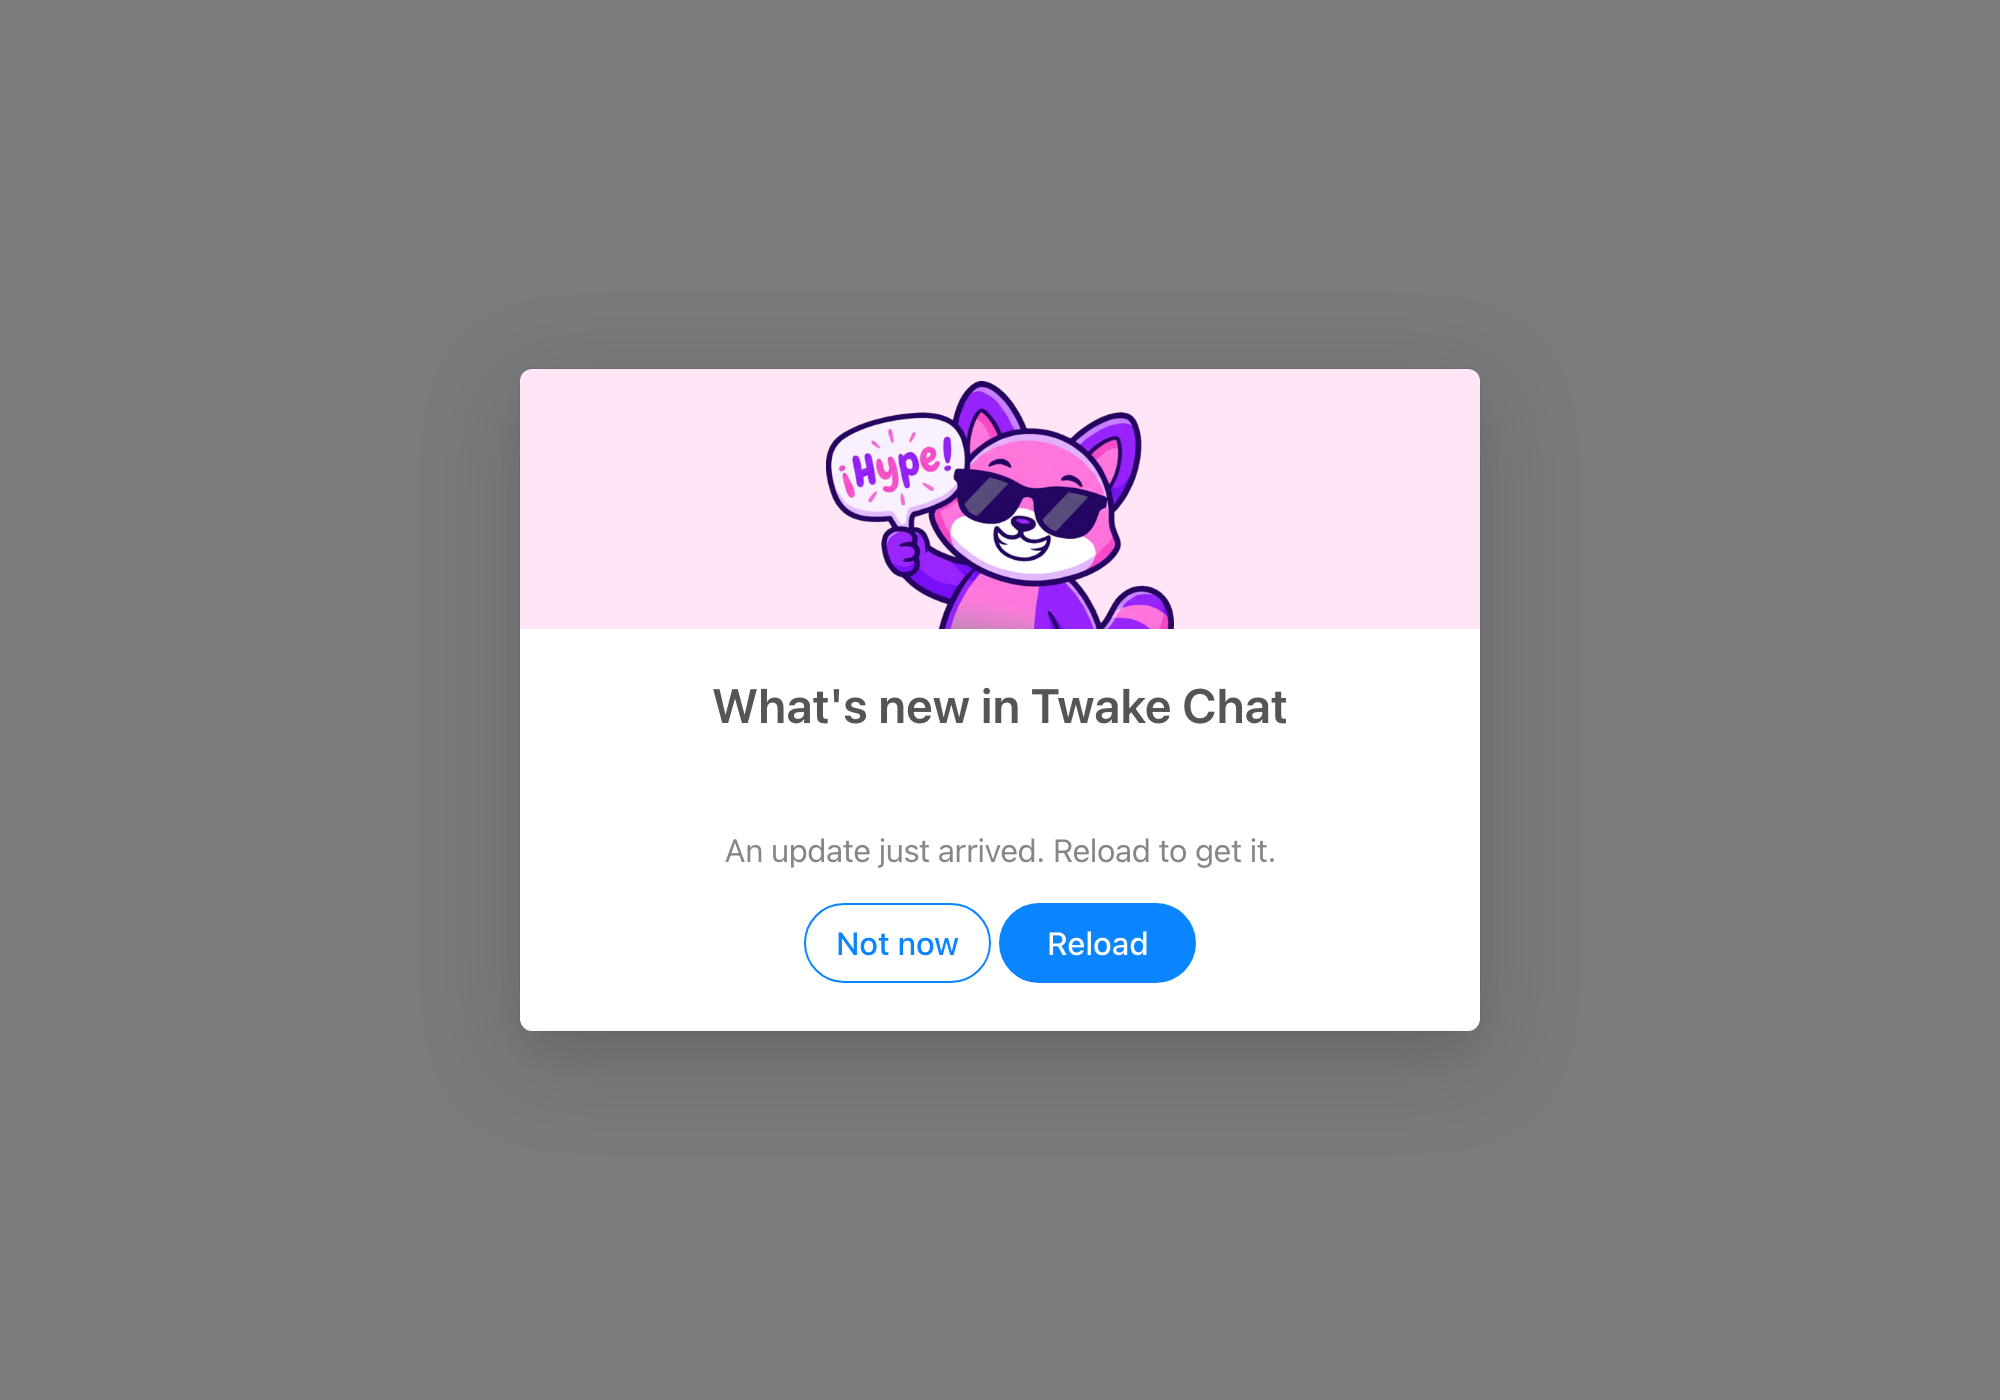 ¡Hype!
What's new in Twake Chat
An update just arrived. Reload to get it.
Not now
Reload